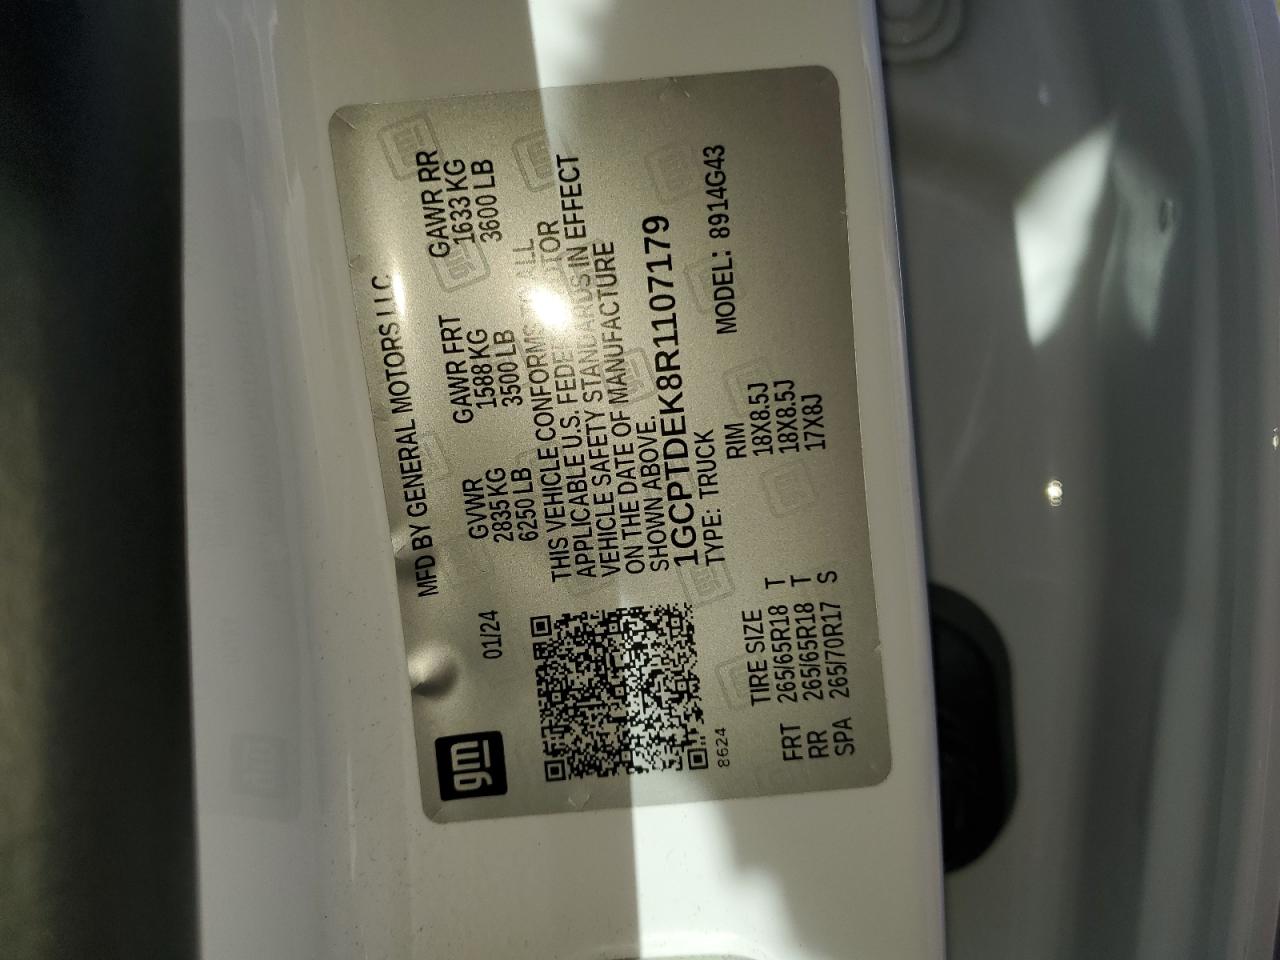 gm
MFD BY GENERAL MOTORS LLC
01/24
GVWR GAWR FRT GAWR RR
2835 KG 1588 KG 1633 KG
6250 LB 3500 LB 3600 LB
THIS VEHICLE CONFORMS TO ALL
APPLICABLE U.S. FEDERAL MOTOR
VEHICLE SAFETY STANDARDS IN EFFECT
ON THE DATE OF MANUFACTURE
SHOWN ABOVE.
1GCPTDEK8R1107179
TYPE: TRUCK MODEL: 8914G43
8624
TIRE SIZE RIM
FRT 265/65R18 T 18X8.5J
RR 265/65R18 T 18X8.5J
SPA 265/70R17 S 17X8J